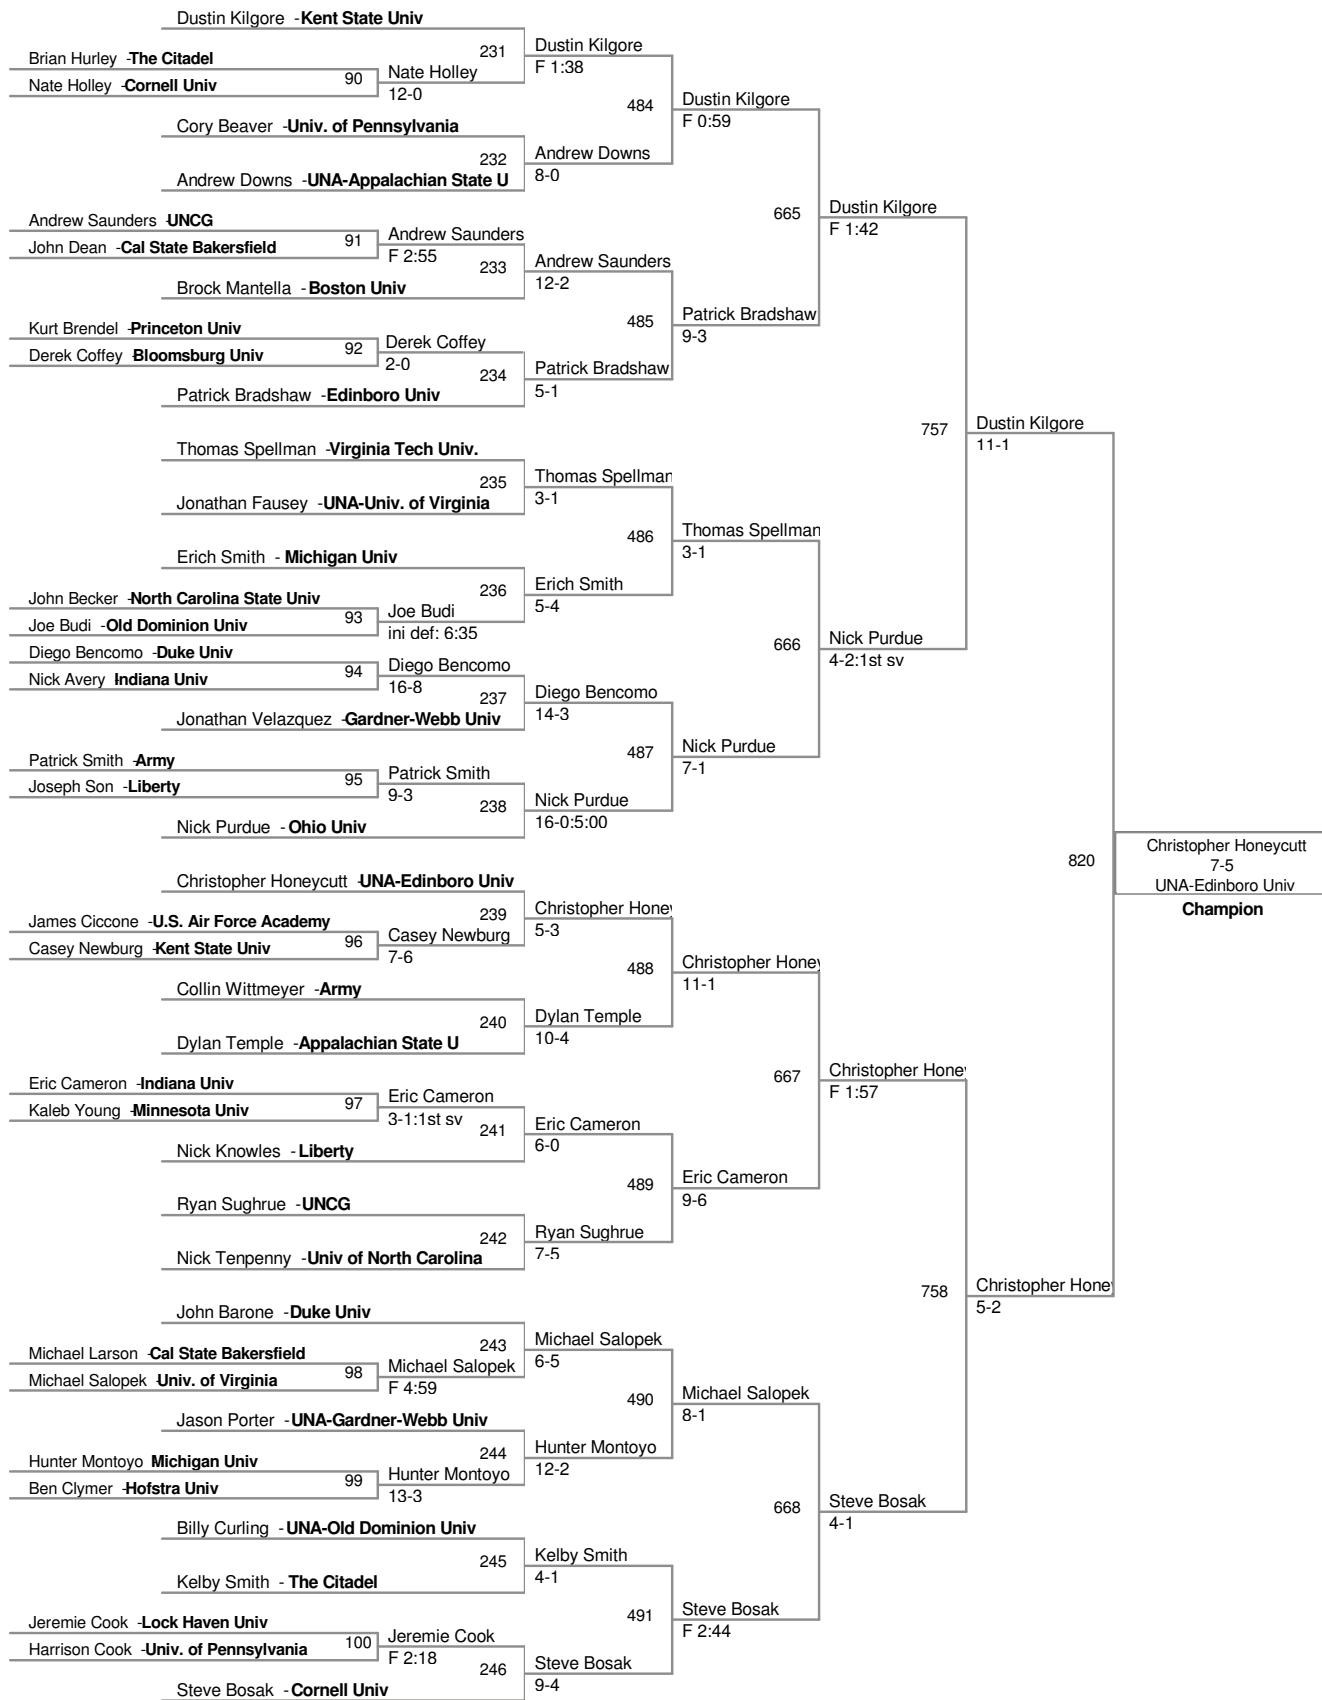 Dustin Kilgore - Kent State Univ
231
Dustin Kilgore
F 1:38
Brian Hurley -The Citadel
90
Nate Holley
12-0
Nate Holley -Cornell Univ
484
Dustin Kilgore
F 0:59
Cory Beaver - Univ. of Pennsylvania
232
Andrew Downs
8-0
Andrew Downs - UNA-Appalachian State U
665
Dustin Kilgore
F 1:42
Andrew Saunders -UNCG
91
Andrew Saunders
F 2:55
John Dean -Cal State Bakersfield
233
Andrew Saunders
12-2
Brock Mantella - Boston Univ
485
Patrick Bradshaw
9-3
Kurt Brendel -Princeton Univ
92
Derek Coffey
2-0
Derek Coffey -Bloomsburg Univ
234
Patrick Bradshaw
5-1
Patrick Bradshaw - Edinboro Univ
757
Dustin Kilgore
11-1
Thomas Spellman -Virginia Tech Univ.
235
Thomas Spellman
3-1
Jonathan Fausey - UNA-Univ. of Virginia
486
Thomas Spellman
3-1
Erich Smith - Michigan Univ
236
Erich Smith
5-4
John Becker -North Carolina State Univ
93
Joe Budi
ini def: 6:35
Joe Budi -Old Dominion Univ
666
Nick Purdue
4-2:1st sv
Diego Bencomo -Duke Univ
94
Diego Bencomo
16-8
Nick Avery -Indiana Univ
237
Diego Bencomo
14-3
Jonathan Velazquez -Gardner-Webb Univ
487
Nick Purdue
7-1
Patrick Smith -Army
95
Patrick Smith
9-3
Joseph Son -Liberty
238
Nick Purdue
16-0:5:00
Nick Purdue - Ohio Univ
820
Christopher Honeycutt
7-5
UNA-Edinboro Univ
Champion
Christopher Honeycutt -UNA-Edinboro Univ
239
Christopher Honey
5-3
James Ciccone -U.S. Air Force Academy
96
Casey Newburg
7-6
Casey Newburg -Kent State Univ
488
Christopher Honey
11-1
Collin Wittmeyer -Army
240
Dylan Temple
10-4
Dylan Temple -Appalachian State U
667
Christopher Honey
F 1:57
Eric Cameron -Indiana Univ
97
Eric Cameron
3-1:1st sv
Kaleb Young -Minnesota Univ
241
Eric Cameron
6-0
Nick Knowles - Liberty
489
Eric Cameron
9-6
Ryan Sughrue - UNCG
242
Ryan Sughrue
7-5
Nick Tenpenny -Univ of North Carolina
758
Christopher Hone
5-2
John Barone - Duke Univ
243
Michael Salopek
6-5
Michael Larson -Cal State Bakersfield
98
Michael Salopek
F 4:59
Michael Salopek -Univ. of Virginia
490
Michael Salopek
8-1
Jason Porter - UNA-Gardner-Webb Univ
244
Hunter Montoyo
12-2
Hunter Montoyo -Michigan Univ
99
Hunter Montoyo
13-3
Ben Clymer -Hofstra Univ
668
Steve Bosak
4-1
Billy Curling - UNA-Old Dominion Univ
245
Kelby Smith
4-1
Kelby Smith - The Citadel
491
Steve Bosak
F 2:44
Jeremie Cook -Lock Haven Univ
100
Jeremie Cook
F 2:18
Harrison Cook -Univ. of Pennsylvania
246
Steve Bosak
9-4
Steve Bosak - Cornell Univ